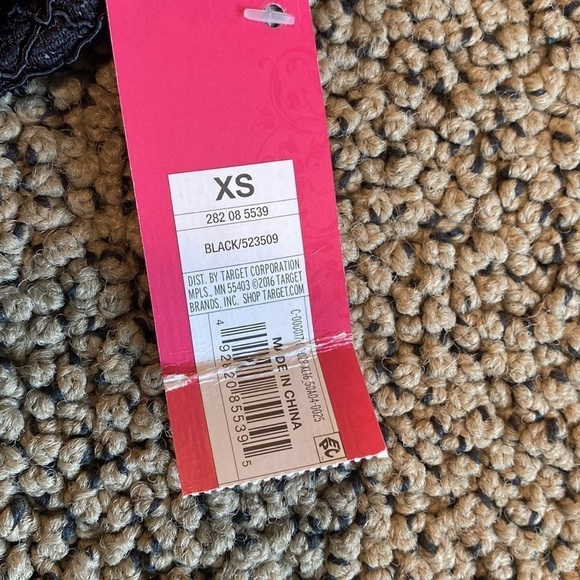 XS
282 08 5539
BLACK/523509
DIST. BY TARGET CORPORATION
MPLS., MN 55403 ©2016 TARGET
BRANDS, INC. SHOP TARGET.COM
MADE IN CHINA